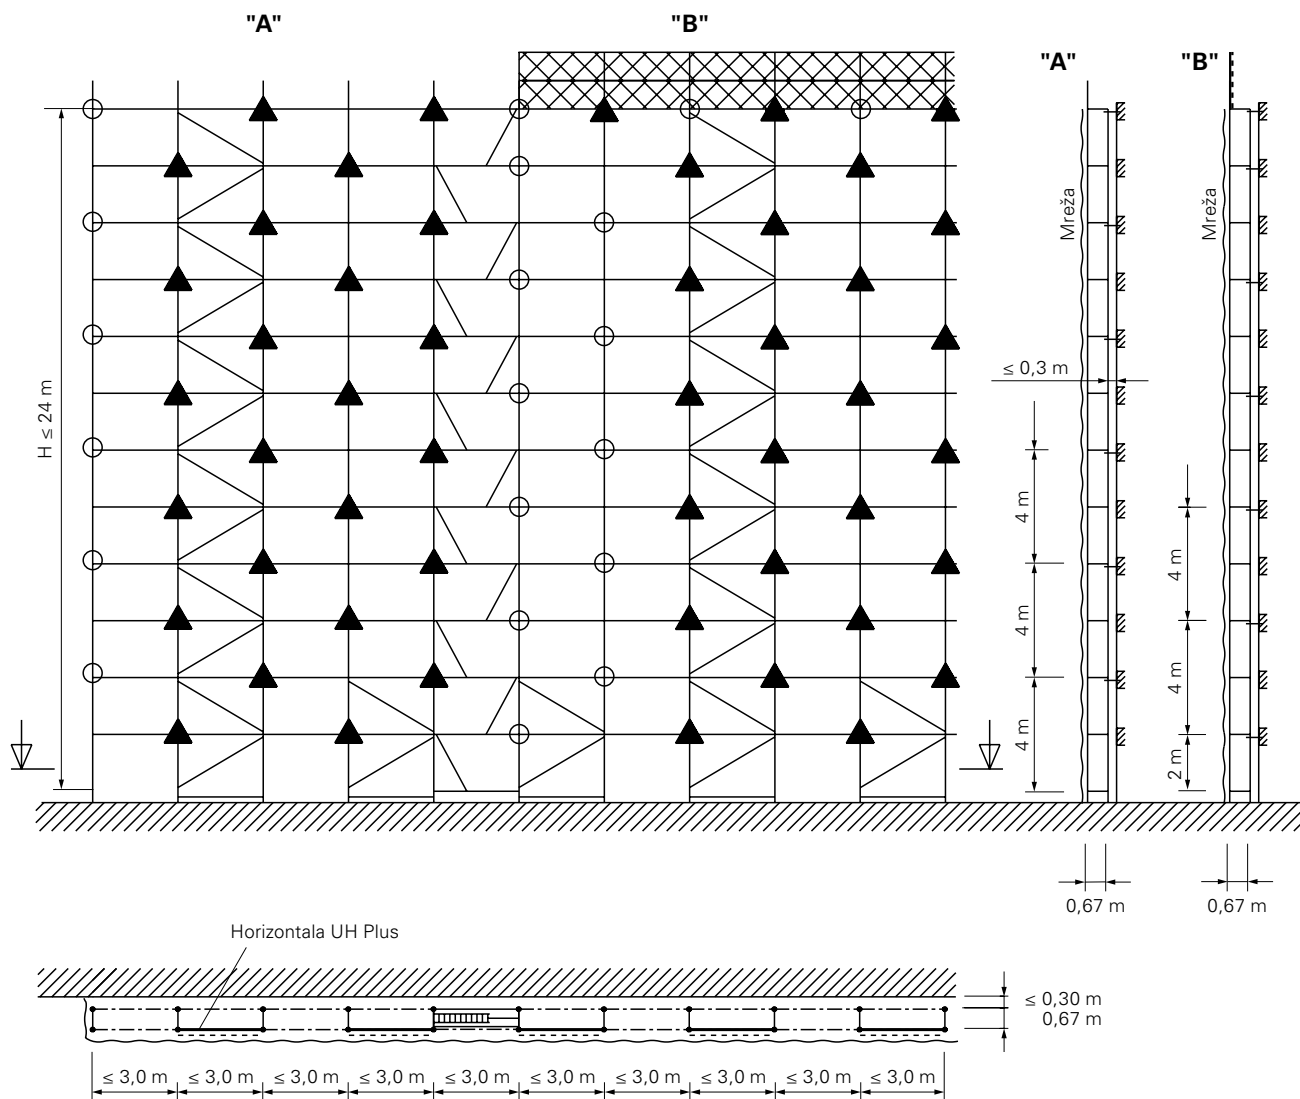 "A"
"B"
"A"
"B"
Mreža
Mreža
≤ 0,3 m
H ≤ 24 m
4 m
4 m
4 m
4 m
4 m
2 m
0,67 m
0,67 m
Horizontala UH Plus
≤ 0,30 m
0,67 m
≤ 3,0 m ≤ 3,0 m ≤ 3,0 m ≤ 3,0 m ≤ 3,0 m ≤ 3,0 m ≤ 3,0 m ≤ 3,0 m ≤ 3,0 m ≤ 3,0 m